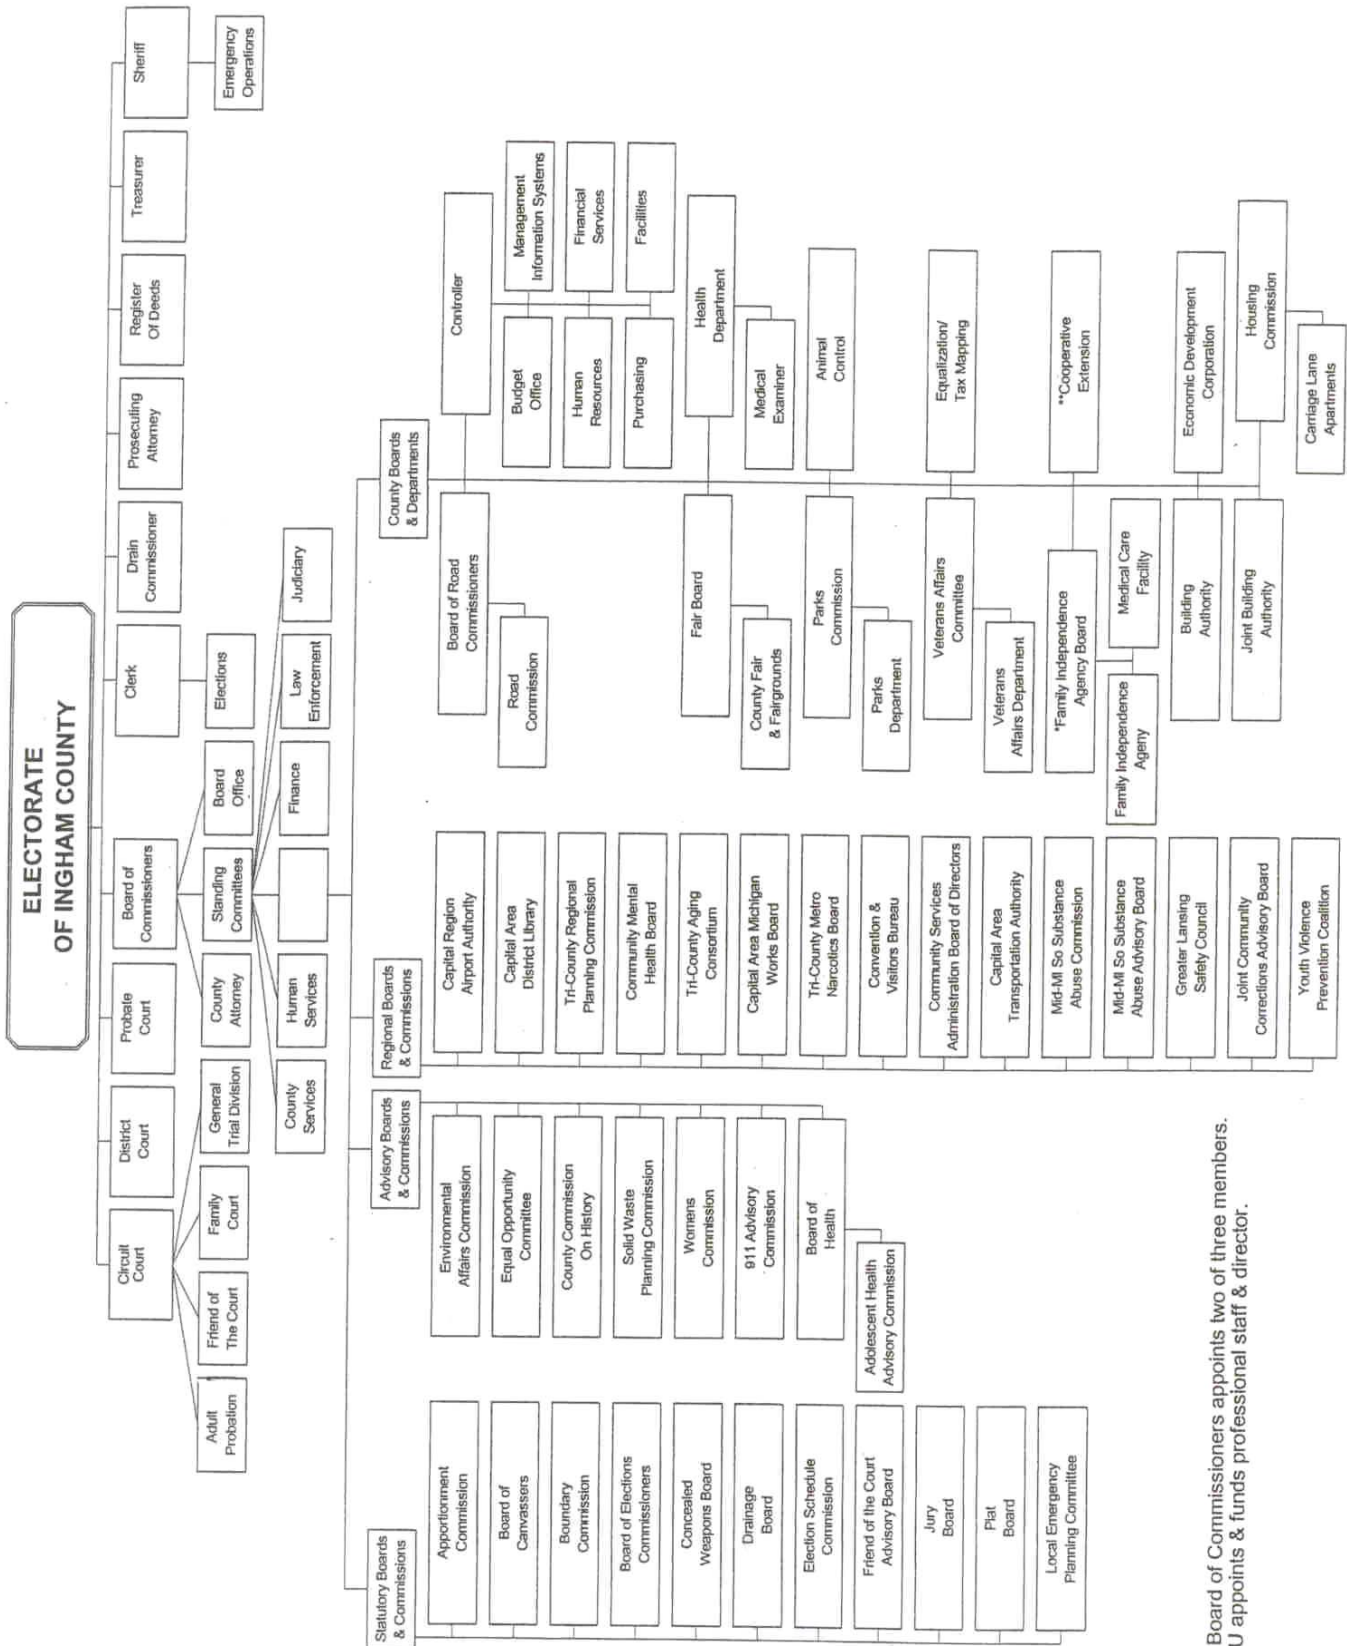 ELECTORATE
OF INGHAM COUNTY
Circuit
Court
District
Court
Probate
Court
Board of
Commissioners
Clerk
Drain
Commissioner
Prosecuting
Attorney
Register
Of Deeds
Treasurer
Sheriff
Adult
Probation
Friend of
The Court
Family
Court
General
Trial Division
County
Attorney
Standing
Committees
Board
Office
Elections
Emergency
Operations
County
Services
Human
Services
Finance
Law
Enforcement
Judiciary
Statutory Boards
& Commissions
Apportionment
Commission
Board of
Canvassers
Boundary
Commission
Board of Elections
Commissioners
Concealed
Weapons Board
Drainage
Board
Election Schedule
Commission
Friend of the Court
Advisory Board
Jury
Board
Plat
Board
Local Emergency
Planning Committee
Advisory Boards
& Commissions
Environmental
Affairs Commission
Equal Opportunity
Committee
County Commission
On History
Solid Waste
Planning Commission
Womens
Commission
911 Advisory
Commission
Board of
Health
Adolescent Health
Advisory Commission
Regional Boards
& Commissions
Capital Region
Airport Authority
Capital Area
District Library
Tri-County Regional
Planning Commission
Community Mental
Health Board
Tri-County Aging
Consortium
Capital Area Michigan
Works Board
Tri-County Metro
Narcotics Board
Convention &
Visitors Bureau
Community Services
Administration Board of Directors
Capital Area
Transportation Authority
Mid-MI So Substance
Abuse Commission
Mid-MI So Substance
Abuse Advisory Board
Greater Lansing
Safety Council
Joint Community
Corrections Advisory Board
Youth Violence
Prevention Coalition
County Boards
& Departments
Board of Road
Commissioners
Road
Commission
Controller
Budget
Office
Management
Information Systems
Human
Resources
Financial
Services
Purchasing
Facilities
Fair Board
County Fair
& Fairgrounds
Health
Department
Medical
Examiner
Parks
Commission
Parks
Department
Animal
Control
Veterans Affairs
Committee
Veterans
Affairs Department
Equalization/
Tax Mapping
*Family Independence
Agency Board
Family Independence
Ageny
Medical Care
Facility
**Cooperative
Extension
Building
Authority
Economic Development
Corporation
Joint Building
Authority
Housing
Commission
Carriage Lane
Apartments
Board of Commissioners appoints two of three members.
U appoints & funds professional staff & director.